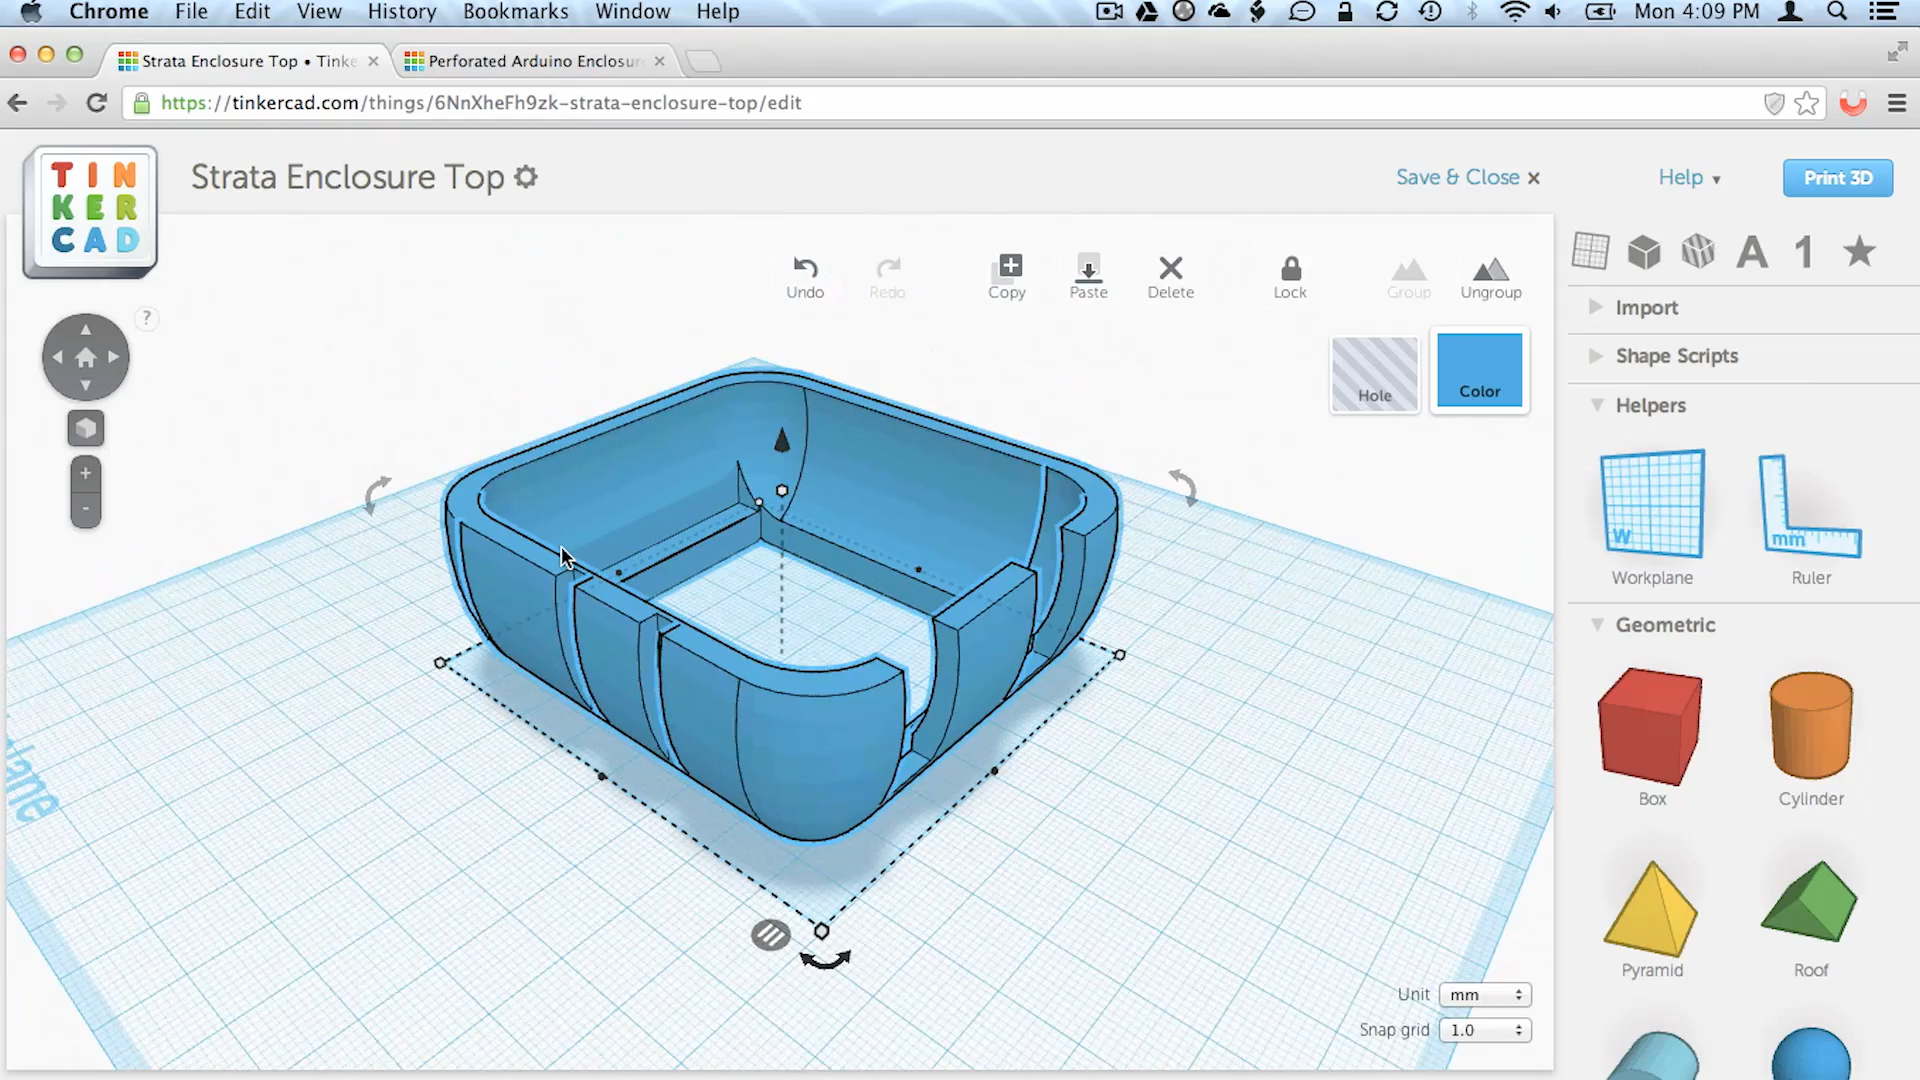 Chrome File Edit View History Bookmarks Window Help Mon 4:09 PM
Strata Enclosure Top • Tinke Perforated Arduino Enclosur
https://tinkercad.com/things/6NnXheFh9zk-strata-enclosure-top/edit
TIN
KER
CAD
Strata Enclosure Top
Save & Close x
Help
Print 3D
A 1
Undo Redo Copy Paste Delete Lock Group Ungroup
?
Hole Color
Import
Shape Scripts
Helpers
W mm
Workplane Ruler
Geometric
Box Cylinder
Pyramid Roof
+
-
lane
Unit mm
Snap grid 1.0